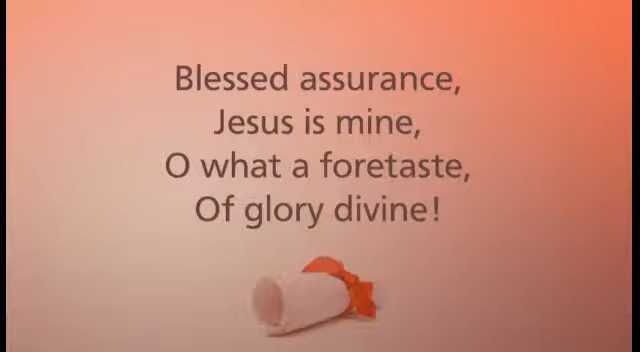 Blessed assurance,
Jesus is mine,
O what a foretaste,
Of glory divine!